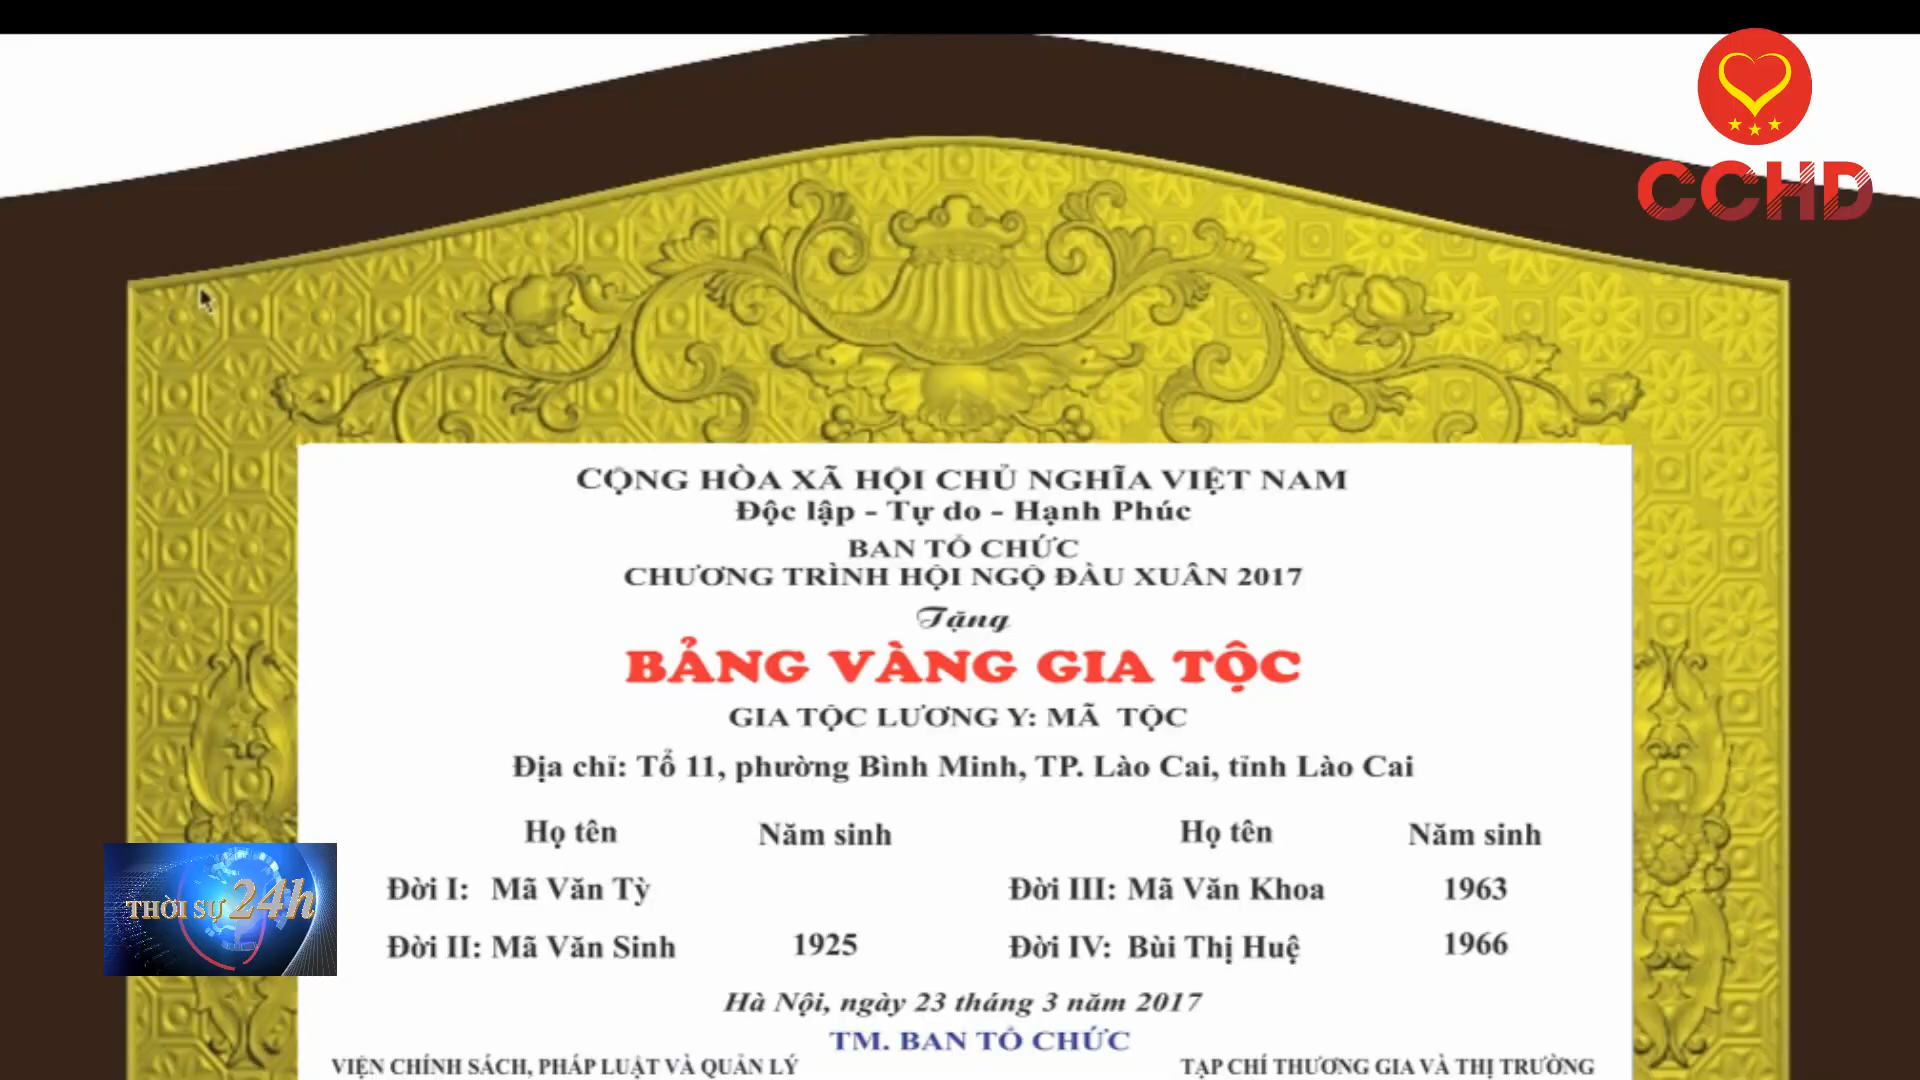 CCHD
CỘNG HÒA XÃ HỘI CHỦ NGHĨA VIỆT NAM
Độc lập - Tự do - Hạnh Phúc
BAN TỔ CHỨC
CHƯƠNG TRÌNH HỘI NGỘ ĐẦU XUÂN 2017
Tặng
BẢNG VÀNG GIA TỘC
GIA TỘC LƯƠNG Y: MÃ TỘC
Địa chỉ: Tổ 11, phường Bình Minh, TP. Lào Cai, tỉnh Lào Cai
Họ tên Năm sinh Họ tên Năm sinh
Đời I: Mã Văn Tỳ Đời III: Mã Văn Khoa 1963
Đời II: Mã Văn Sinh 1925 Đời IV: Bùi Thị Huệ 1966
THỜI SỰ 24h
Hà Nội, ngày 23 tháng 3 năm 2017
TM. BAN TỔ CHỨC
VIỆN CHÍNH SÁCH, PHÁP LUẬT VÀ QUẢN LÝ TẠP CHÍ THƯƠNG GIA VÀ THỊ TRƯỜNG